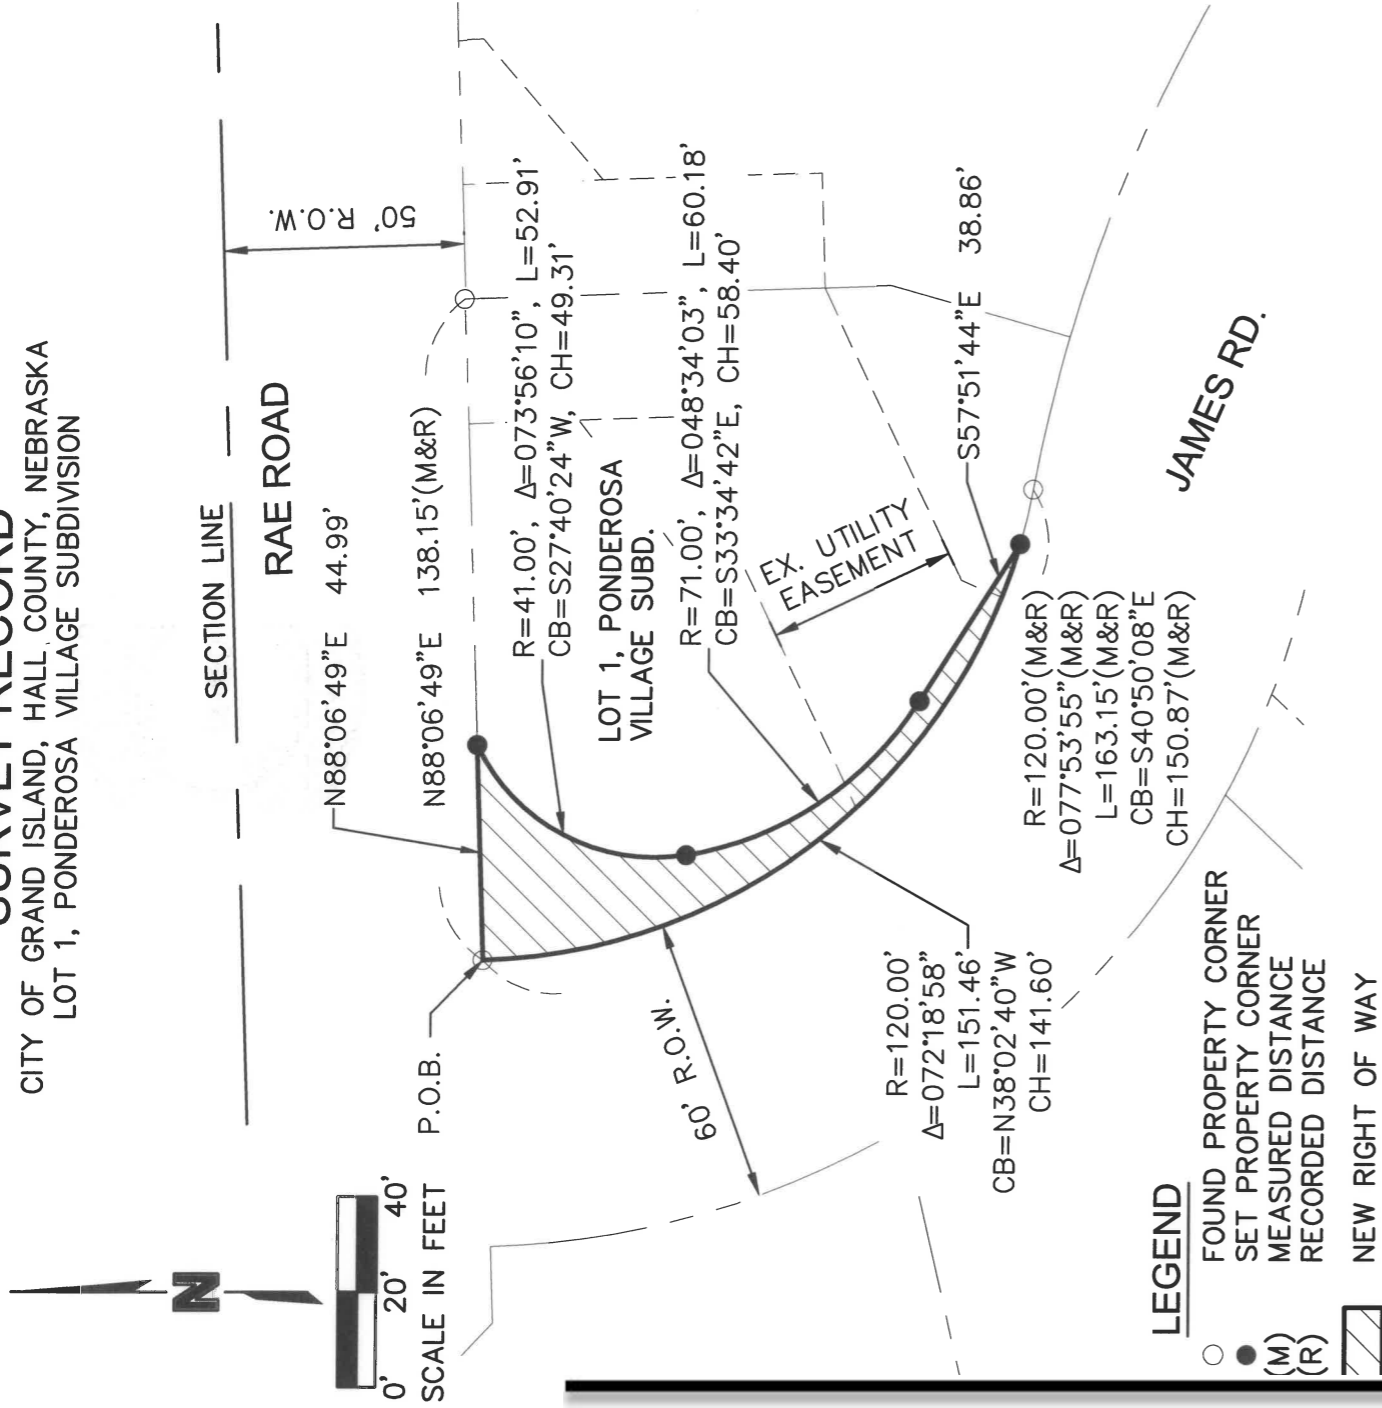 SURVEY RECORD
CITY OF GRAND ISLAND, HALL COUNTY, NEBRASKA
LOT 1, PONDEROSA VILLAGE SUBDIVISION
SECTION LINE
RAE ROAD
50' R.O.W.
N88°06'49"E 44.99'
N88°06'49"E 138.15'(M&R)
R=41.00', Δ=073°56'10", L=52.91'
CB=S27°40'24"W, CH=49.31'
LOT 1, PONDEROSA
VILLAGE SUBD.
R=71.00', Δ=048°34'03", L=60.18'
CB=S33°34'42"E, CH=58.40'
EX. UTILITY
EASEMENT
S57°51'44"E 38.86'
JAMES RD.
R=120.00'(M&R)
Δ=077°53'55"(M&R)
L=163.15'(M&R)
CB=S40°50'08"E
CH=150.87'(M&R)
P.O.B.
60' R.O.W.
R=120.00'
Δ=072°18'58"
L=151.46'
CB=N38°02'40"W
CH=141.60'
N
0' 20' 40'
SCALE IN FEET
LEGEND
FOUND PROPERTY CORNER
SET PROPERTY CORNER
(M) MEASURED DISTANCE
(R) RECORDED DISTANCE
NEW RIGHT OF WAY